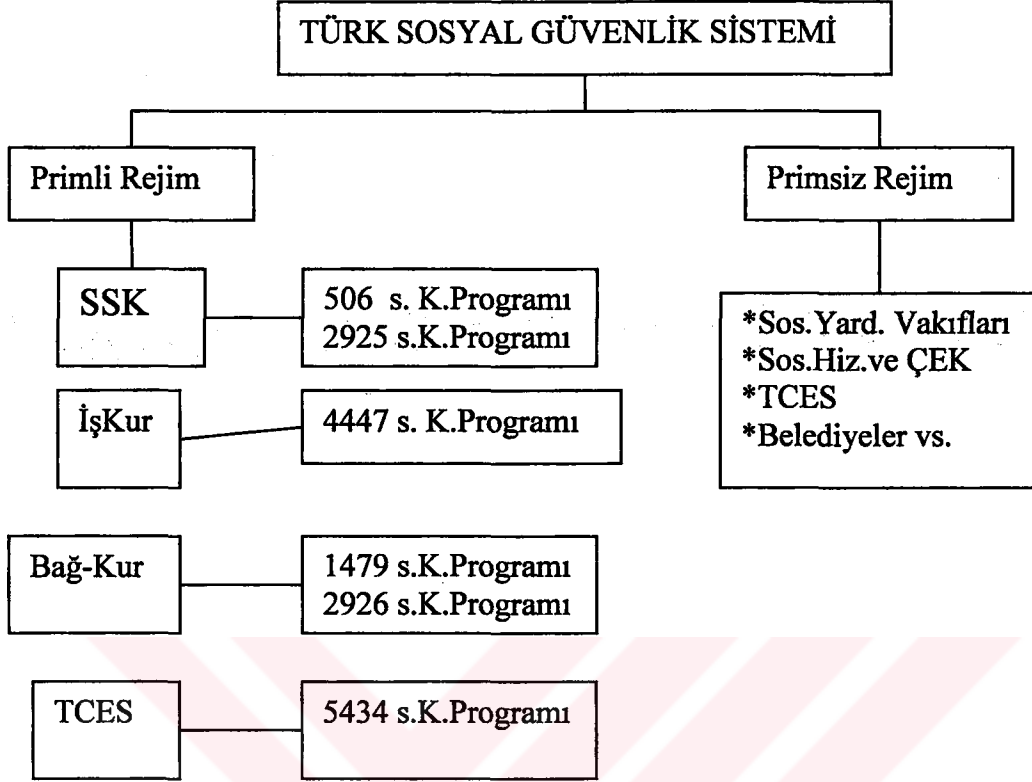 TÜRK SOSYAL GÜVENLİK SİSTEMİ
Primli Rejim
Primsiz Rejim
SSK
506 s. K.Programı
2925 s. K.Programı
*Sos.Yard. Vakıfları
*Sos.Hiz.ve ÇEK
*TCES
*Belediyeler vs.
İşKur
4447 s. K.Programı
Bağ-Kur
1479 s.K.Programı
2926 s.K.Programı
TCES
5434 s.K.Programı